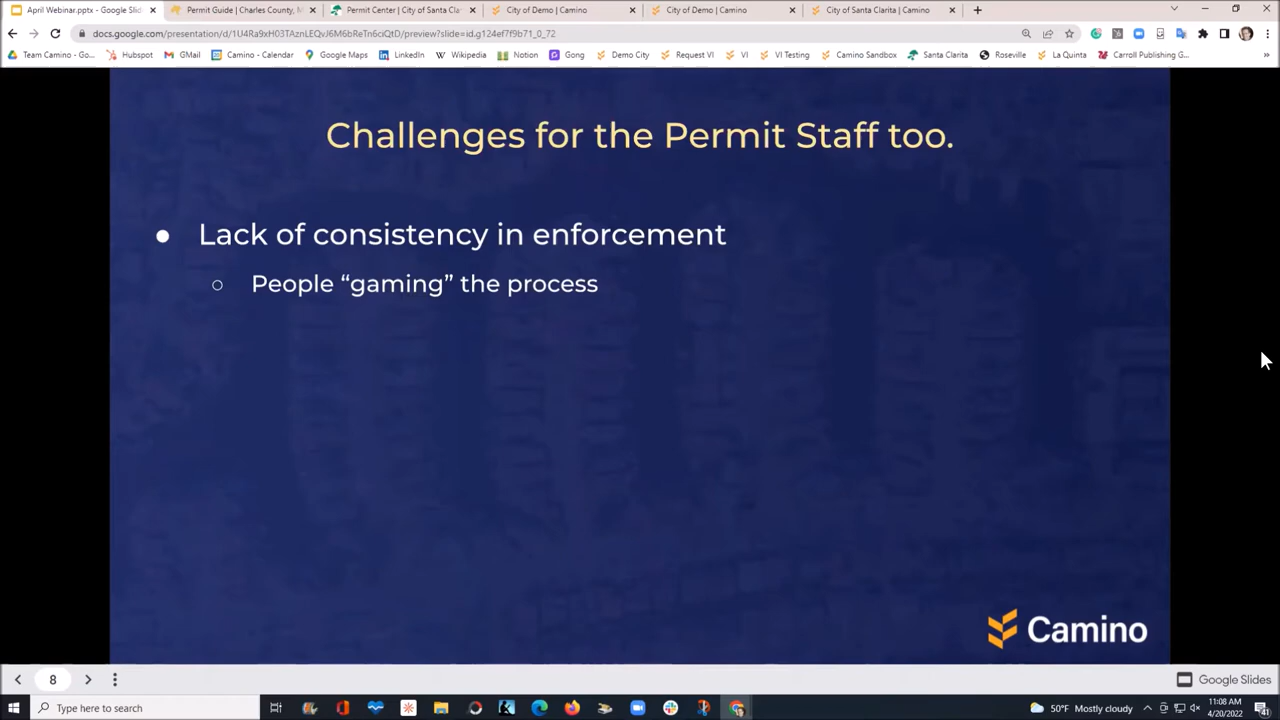 April Webinar.pptx - Google Slid
Permit Guide | Charles County, M
Permit Center | City of Santa Cla
City of Demo | Camino
City of Demo | Camino
City of Santa Clarita | Camino
docs.google.com/presentation/d/1U4Ra9xH03TAznLEQvJ6M6bReTn6ciQtD/preview?slide=id.g124ef7f9b71_0_72
Team Camino - Goo...
Hubspot
GMail
Camino - Calendar
Google Maps
LinkedIn
Wikipedia
Notion
Gong
Demo City
Request VI
VI
VI Testing
Camino Sandbox
Santa Clarita
Roseville
La Quinta
Carroll Publishing G...
Challenges for the Permit Staff too.
● Lack of consistency in enforcement
○ People “gaming” the process
Camino
8
Google Slides
Type here to search
50°F Mostly cloudy
11:08 AM
4/20/2022